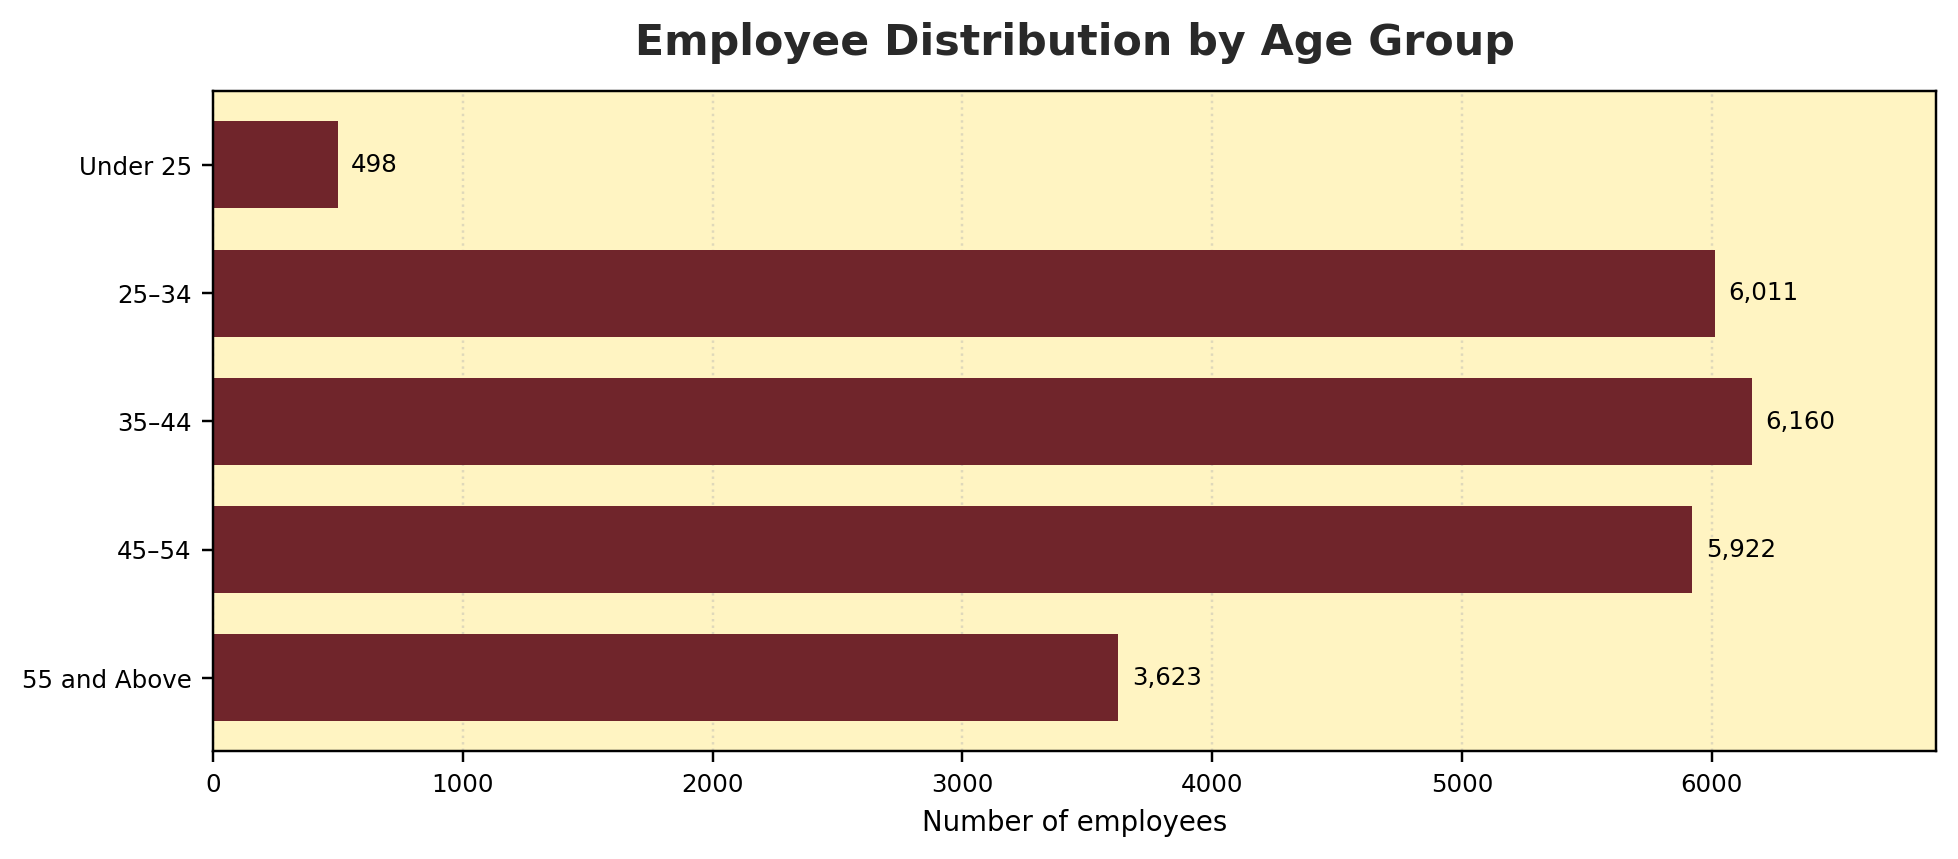 Employee Distribution by Age Group
Under 25
498
25–34
6,011
35–44
6,160
45–54
5,922
55 and Above
3,623
0 1000 2000 3000 4000 5000 6000
Number of employees